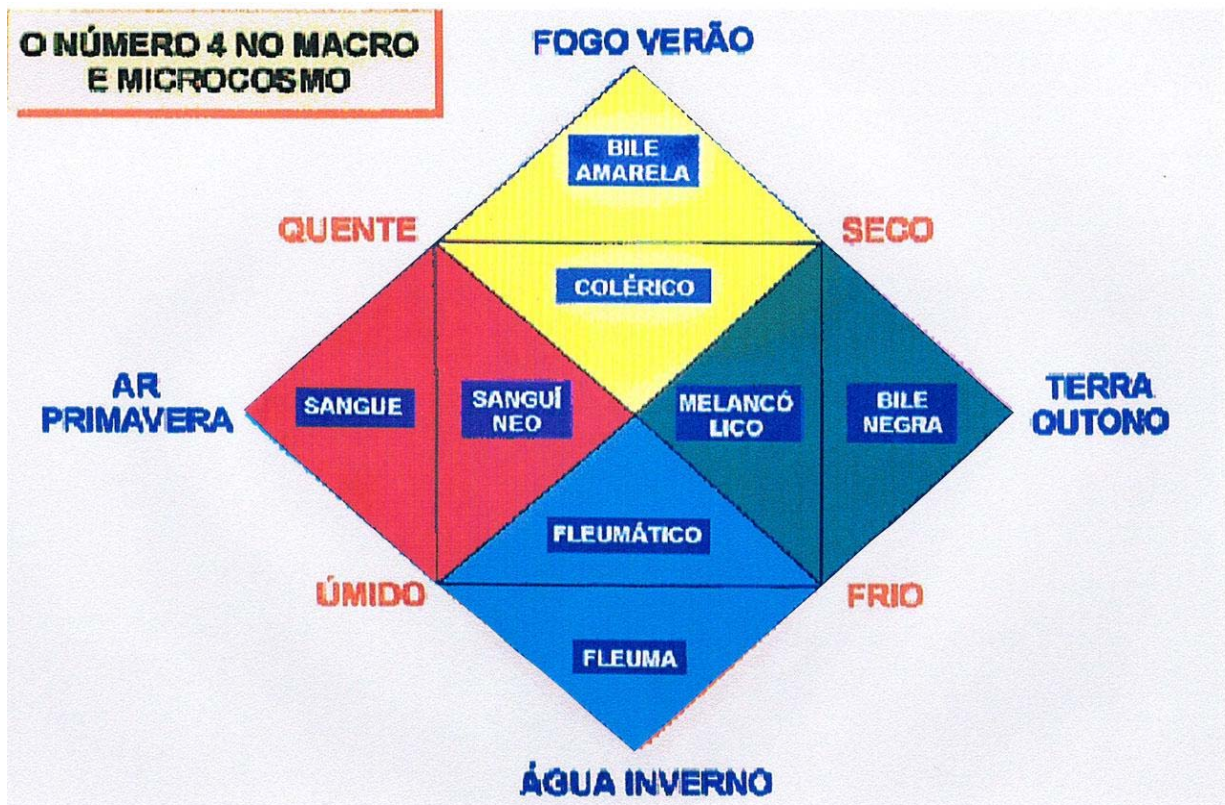 O NÚMERO 4 NO MACRO
E MICROCOSMO
FOGO VERÃO
BILE
AMARELA
QUENTE
SECO
COLÉRICO
AR
PRIMAVERA
SANGUE
SANGUÍ
NEO
MELANCÓ
LICO
BILE
NEGRA
TERRA
OUTONO
FLEUMÁTICO
ÚMIDO
FRIO
FLEUMA
ÁGUA INVERNO